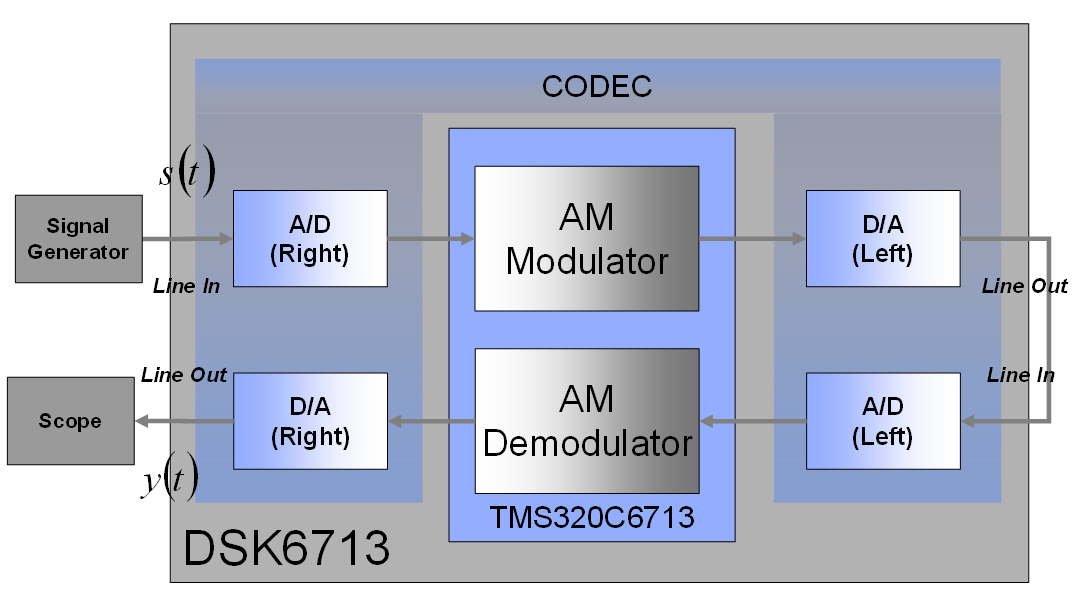 CODEC
s(t)
Signal
Generator
Line In
A/D
(Right)
AM
Modulator
D/A
(Left)
Line Out
Scope
Line Out
y(t)
D/A
(Right)
AM
Demodulator
A/D
(Left)
Line In
TMS320C6713
DSK6713